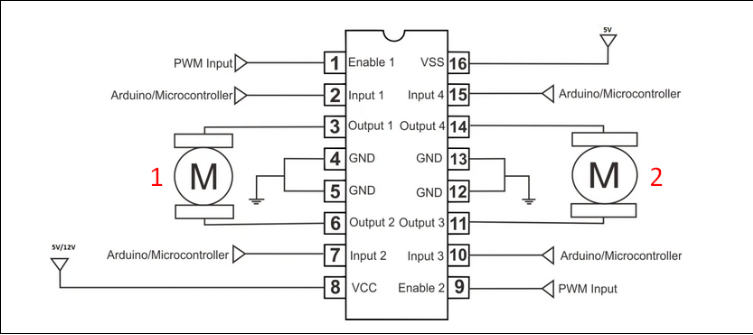 5V
PWM Input 1 Enable 1 VSS 16
Arduino/Microcontroller 2 Input 1 Input 4 15 Arduino/Microcontroller
3 Output 1 Output 4 14
4 GND GND 13
1 M M 2
5 GND GND 12
6 Output 2 Output 3 11
Arduino/Microcontroller 7 Input 2 Input 3 10 Arduino/Microcontroller
5V/12V
8 VCC Enable 2 9 PWM Input